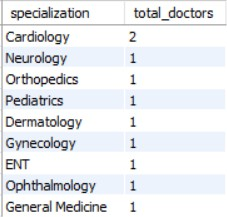 specialization total_doctors
Cardiology 2
Neurology 1
Orthopedics 1
Pediatrics 1
Dermatology 1
Gynecology 1
ENT 1
Ophthalmology 1
General Medicine 1